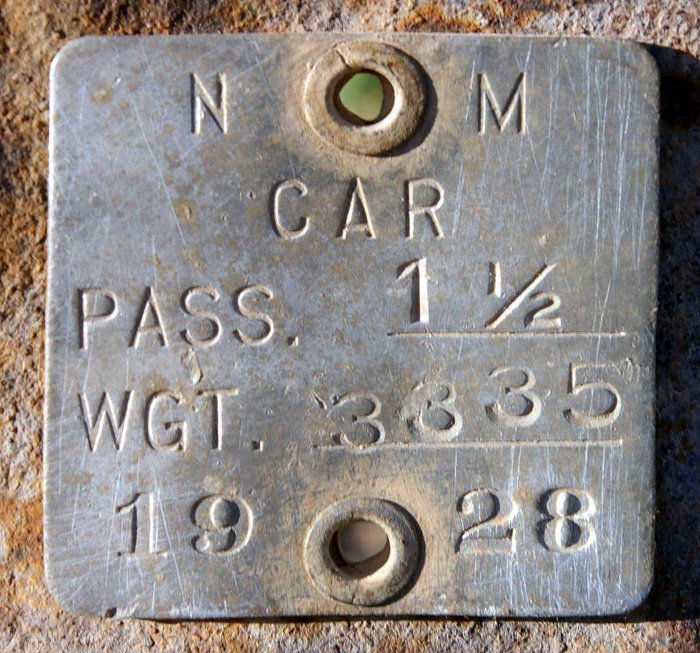 N M
CAR
PASS. 1 ½
WGT. 3335
19 28